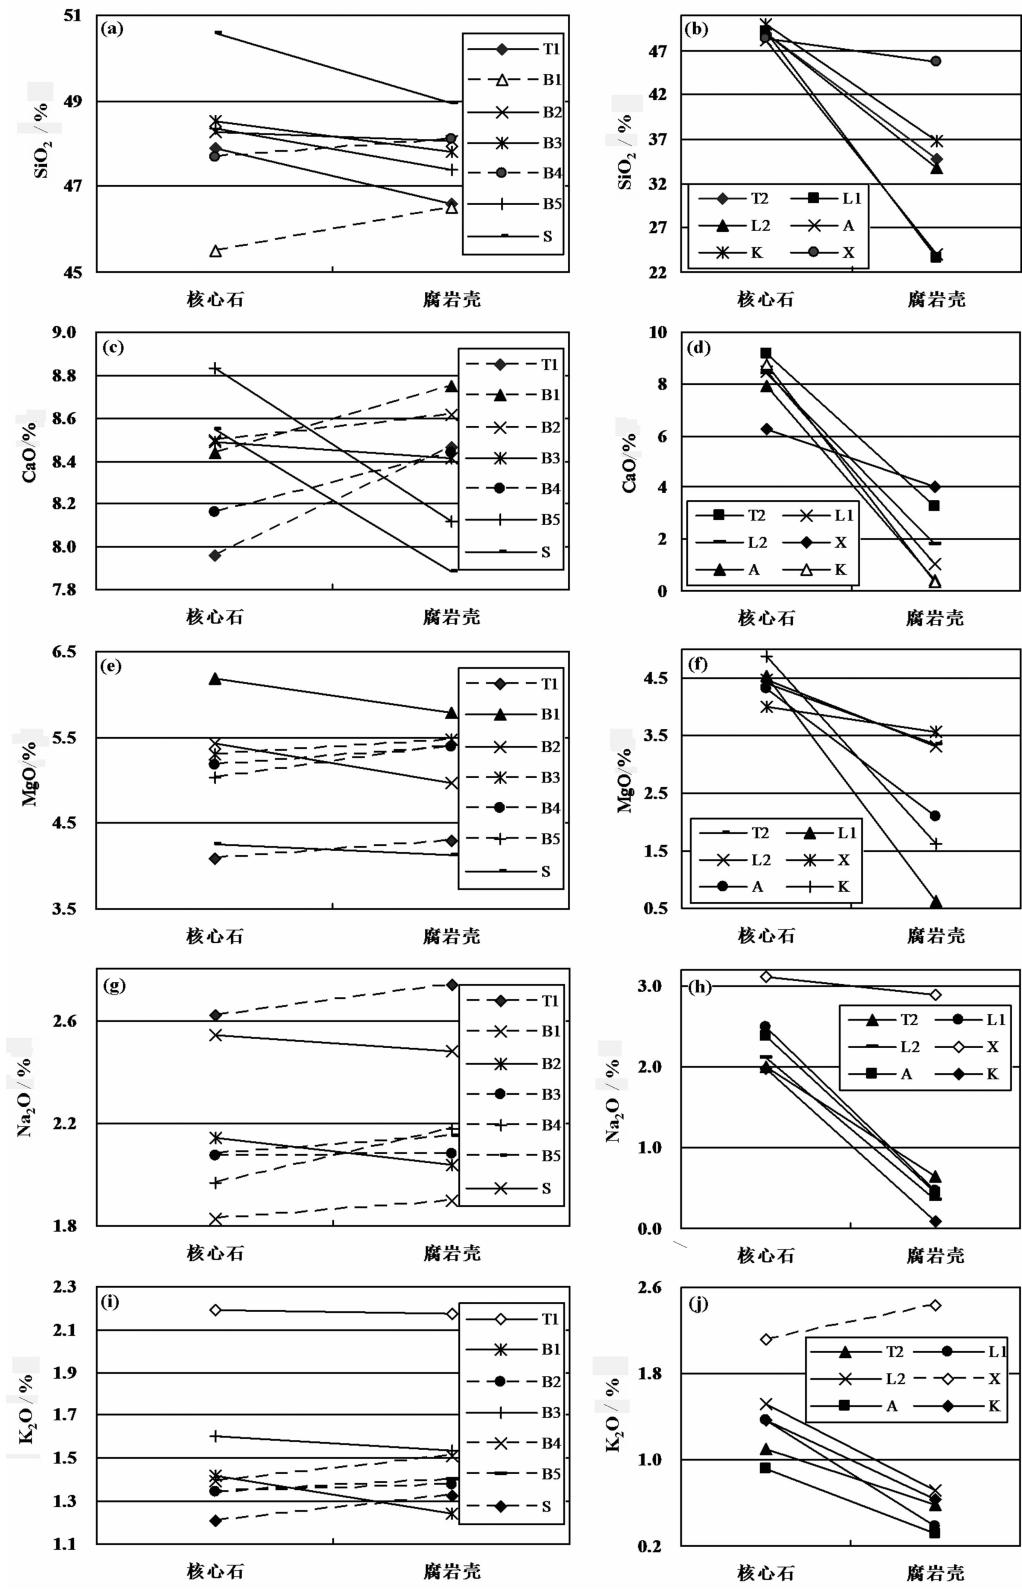 (a)
SiO2 / %
51
49
47
45
T1
B1
B2
B3
B4
B5
S
核心石 腐岩壳
(b)
SiO2 / %
47
42
37
32
27
22
T2 L1
L2 A
K X
核心石 腐岩壳
(c)
CaO/%
9.0
8.8
8.6
8.4
8.2
8.0
7.8
T1
B1
B2
B3
B4
B5
S
核心石 腐岩壳
(d)
CaO/%
10
8
6
4
2
0
T2 L1
L2 X
A K
核心石 腐岩壳
(e)
MgO/%
6.5
5.5
4.5
3.5
T1
B1
B2
B3
B4
B5
S
核心石 腐岩壳
(f)
MgO/%
4.5
3.5
2.5
1.5
0.5
T2 L1
L2 X
A K
核心石 腐岩壳
(g)
Na2O / %
2.6
2.2
1.8
T1
B1
B2
B3
B4
B5
S
核心石 腐岩壳
(h)
Na2O / %
3.0
2.0
1.0
0.0
T2 L1
L2 X
A K
核心石 腐岩壳
(i)
K2O / %
2.3
2.1
1.9
1.7
1.5
1.3
1.1
T1
B1
B2
B3
B4
B5
S
核心石 腐岩壳
(j)
K2O / %
2.6
1.8
1.0
0.2
T2 L1
L2 X
A K
核心石 腐岩壳